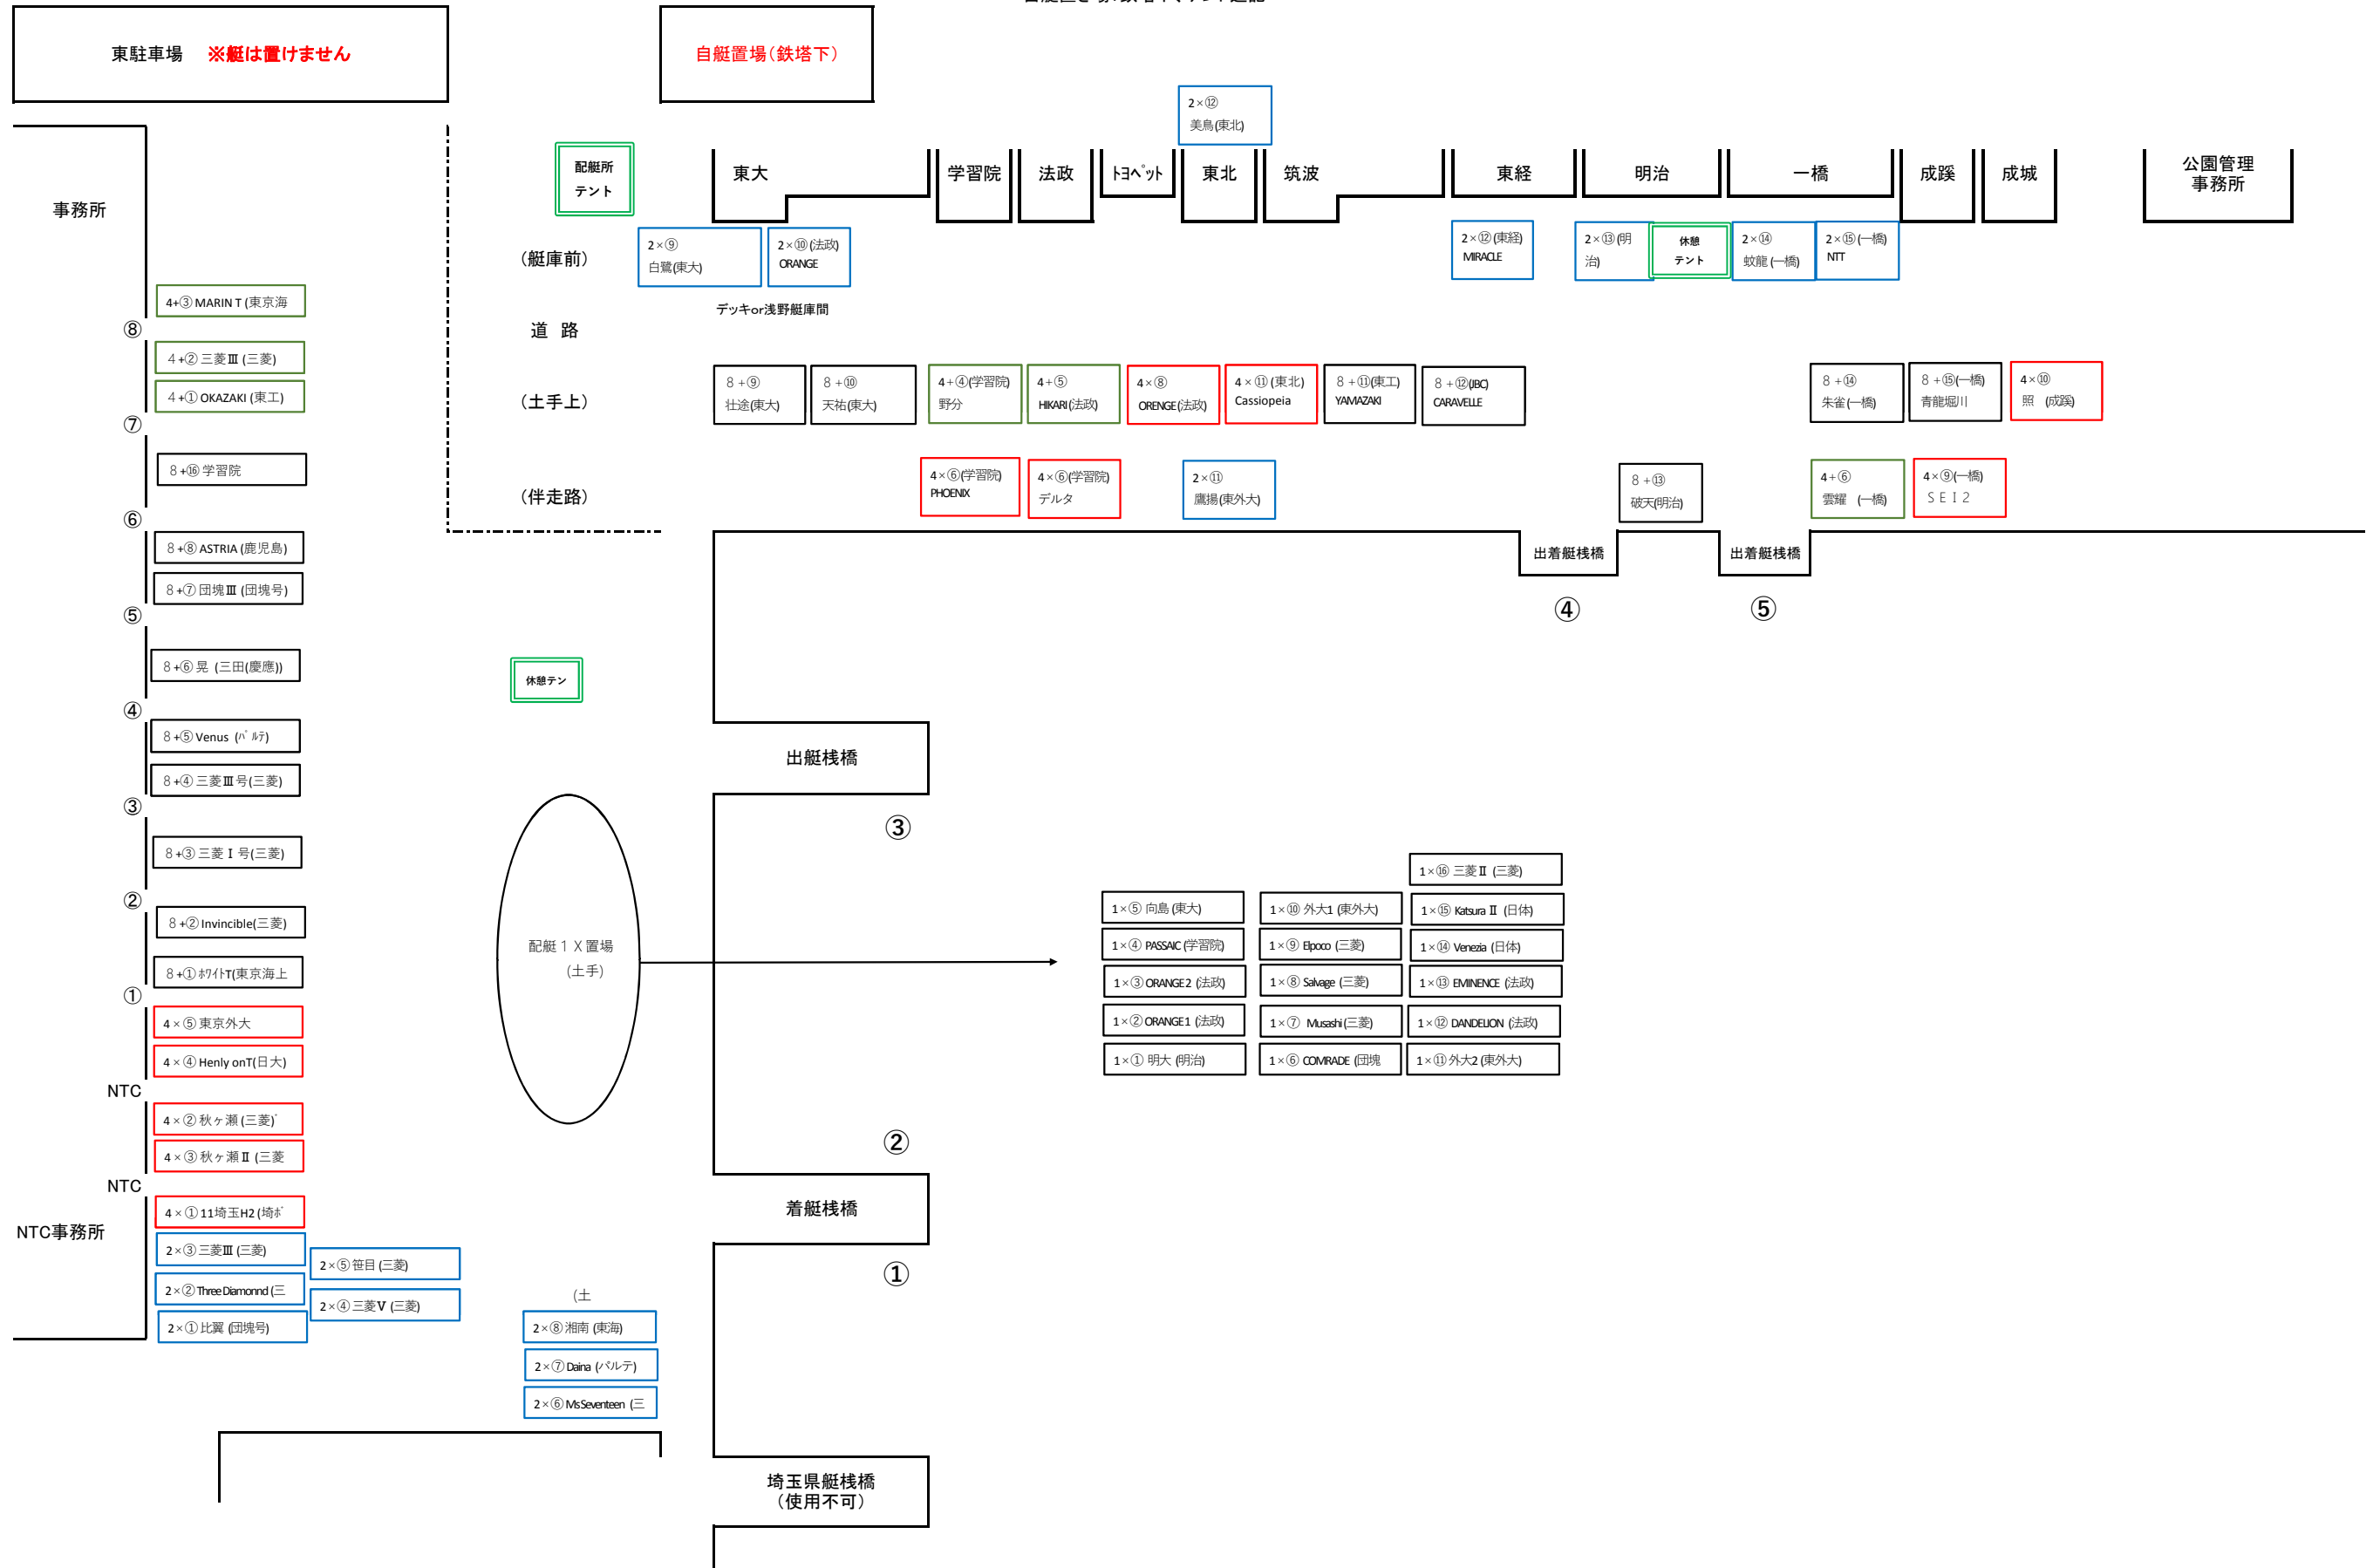 東駐車場 ※艇は置けません
自艇置場(鉄塔下)
2×⑫
美鳥(東北)
配艇所
テント
東大
学習院
法政
トヨペット
東北
筑波
東経
明治
一橋
成蹊
成城
公園管理
事務所
事務所
(艇庫前)
2×⑨
白鷺(東大)
2×⑩(法政)
ORANGE
2×⑫(東経)
MIRACLE
2×⑬(明
治)
休憩
テント
2×⑭
蛟龍(一橋)
2×⑮(一橋)
NTT
デッキor浅野艇庫間
道 路
4+③ MARIN T (東京海
⑧
4+② 三菱Ⅲ (三菱)
4+① OKAZAKI (東工)
⑦
(土手上)
8+⑨
壮途(東大)
8+⑩
天祐(東大)
4+④(学習院)
野分
4+⑤
HIKARI(法政)
4×⑧
ORENGE(法政)
4×⑪(東北)
Cassiopeia
8+⑪(東工)
YAMAZAKI
8+⑫(JBC)
CARAVELLE
8+⑭
朱雀(一橋)
8+⑮(一橋)
青龍堀川
4×⑩
照 (成蹊)
8+⑯ 学習院
(伴走路)
4×⑥(学習院)
PHOENIX
4×⑥(学習院)
デルタ
2×⑪
鷹揚(東外大)
8+⑬
破天(明治)
4+⑥
雲耀 (一橋)
4×⑨(一橋)
SEI2
⑥
8+⑧ ASTRIA (鹿児島)
8+⑦ 団塊Ⅲ (団塊号)
⑤
出着艇桟橋
出着艇桟橋
④
⑤
8+⑥ 晃 (三田(慶應))
休憩テン
④
8+⑤ Venus (ﾊﾟﾙﾃ)
8+④ 三菱Ⅲ号(三菱)
③
出艇桟橋
③
8+③ 三菱Ⅰ号(三菱)
②
8+② Invincible(三菱)
8+① ﾎﾜｲﾄT(東京海上
①
配艇1X置場
(土手)
1×⑯ 三菱Ⅱ (三菱)
1×⑤ 向島 (東大)
1×⑩ 外大1 (東外大)
1×⑮ Katsura Ⅱ (日体)
1×④ PASSAIC (学習院)
1×⑨ Elpoco (三菱)
1×⑭ Venezia (日体)
1×③ ORANGE 2 (法政)
1×⑧ Salvage (三菱)
1×⑬ EMINENCE (法政)
1×② ORANGE 1 (法政)
1×⑦ Musashi (三菱)
1×⑫ DANDELION (法政)
1×① 明大 (明治)
1×⑥ COMRADE (団塊
1×⑪ 外大2 (東外大)
4×⑤ 東京外大
4×④ Henly onT(日大)
NTC
4×② 秋ヶ瀬 (三菱)
4×③ 秋ヶ瀬Ⅱ (三菱
NTC
②
着艇桟橋
①
4×① 11埼玉H2 (埼ﾎﾞ
NTC事務所
2×③ 三菱Ⅲ (三菱)
2×⑤ 笹目 (三菱)
2×② Three Diamonnd (三
2×④ 三菱Ⅴ (三菱)
2×① 比翼 (団塊号)
(土
2×⑧ 湘南 (東海)
2×⑦ Daina (パルテ)
2×⑥ Ms Seventeen (三
埼玉県艇桟橋
(使用不可)